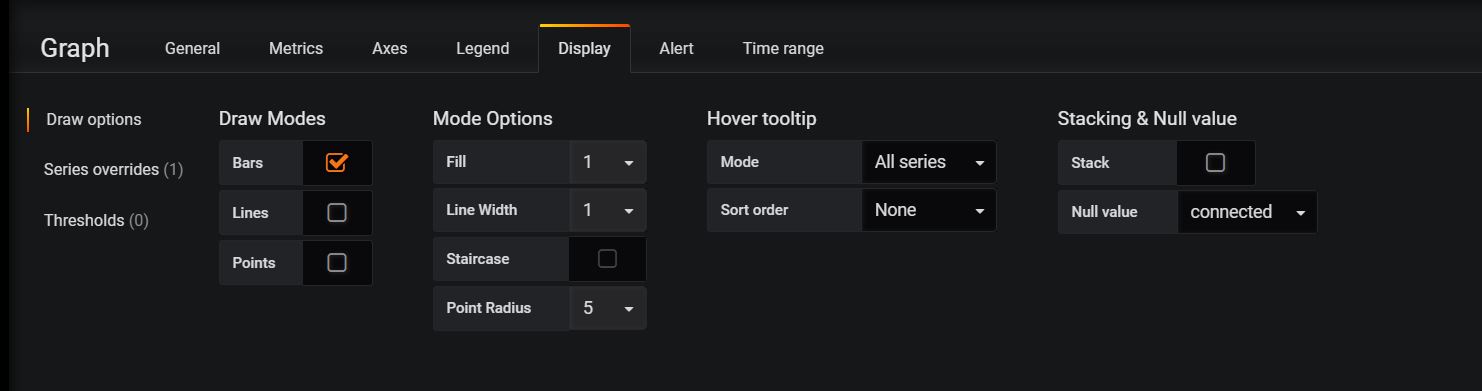 Graph General Metrics Axes Legend Display Alert Time range
Draw options
Series overrides (1)
Thresholds (0)
Draw Modes
Bars
Lines
Points
Mode Options
Fill 1
Line Width 1
Staircase
Point Radius 5
Hover tooltip
Mode All series
Sort order None
Stacking & Null value
Stack
Null value connected